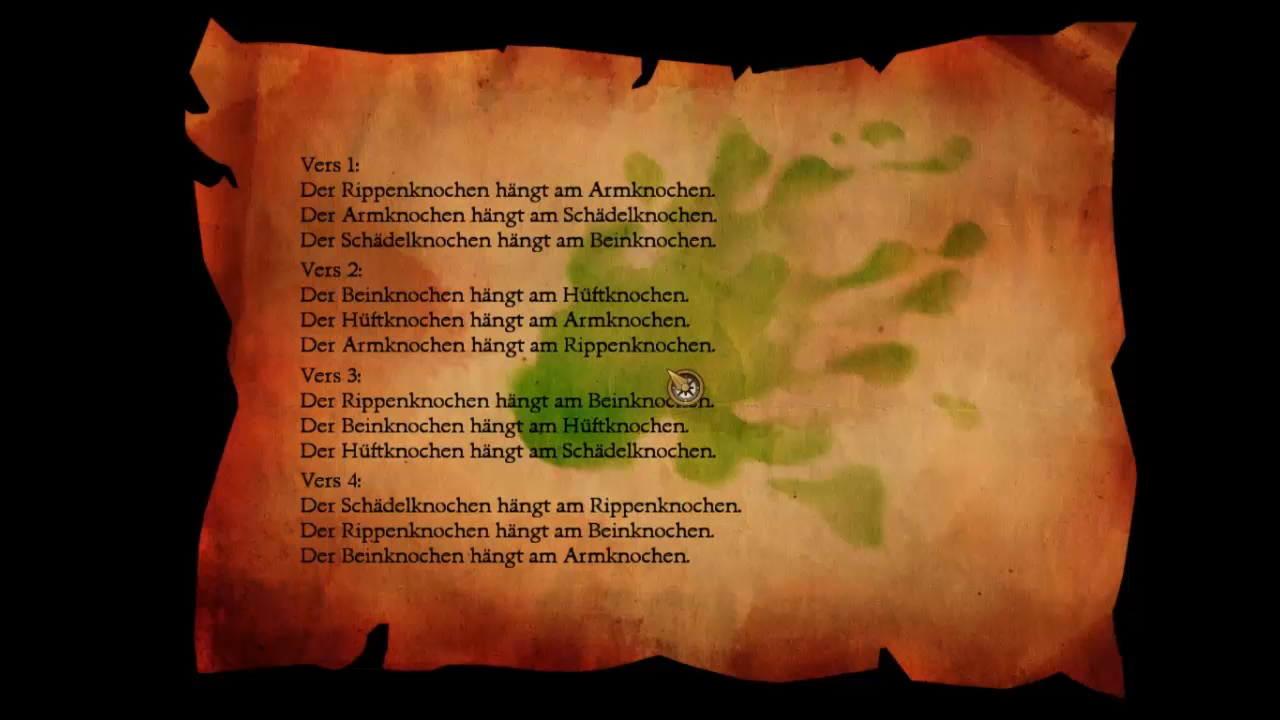 Vers 1:
Der Rippenknochen hängt am Armknochen.
Der Armknochen hängt am Schädelknochen.
Der Schädelknochen hängt am Beinknochen.
Vers 2:
Der Beinknochen hängt am Hüftknochen.
Der Hüftknochen hängt am Armknochen.
Der Armknochen hängt am Rippenknochen.
Vers 3:
Der Rippenknochen hängt am Beinknochen.
Der Beinknochen hängt am Hüftknochen.
Der Hüftknochen hängt am Schädelknochen.
Vers 4:
Der Schädelknochen hängt am Rippenknochen.
Der Rippenknochen hängt am Beinknochen.
Der Beinknochen hängt am Armknochen.